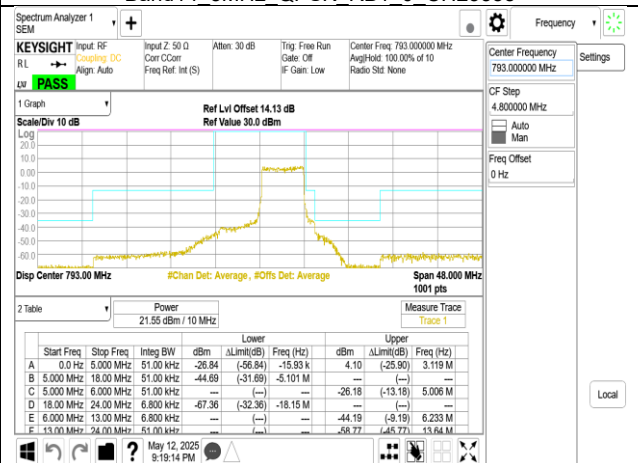 Spectrum Analyzer 1
SEM
+
Frequency
KEYSIGHT
RL
LXI
PASS
Input: RF
Coupling: DC
Align: Auto
Input Z: 50 Ω
Corr CCorr
Freq Ref: Int (S)
Atten: 30 dB
Trig: Free Run
Gate: Off
IF Gain: Low
Center Freq: 793.000000 MHz
Avg|Hold: 100.00% of 10
Radio Std: None
Center Frequency
793.000000 MHz
Settings
CF Step
4.800000 MHz
Auto
Man
Freq Offset
0 Hz
Local
1 Graph
Scale/Div 10 dB
Ref Lvl Offset 14.13 dB
Ref Value 30.0 dBm
Log
20.0
10.0
0.00
-10.0
-20.0
-30.0
-40.0
-50.0
-60.0
Disp Center 793.00 MHz #Chan Det: Average, #Offs Det: Average Span 48.000 MHz
1001 pts
2 Table
Power
21.55 dBm / 10 MHz
Measure Trace
Trace 1
Lower Upper
Start Freq Stop Freq Integ BW dBm ΔLimit(dB) Freq (Hz) dBm ΔLimit(dB) Freq (Hz)
A 0.0 Hz 5.000 MHz 51.00 kHz -26.84 (-56.84) -15.93 k 4.10 (-25.90) 3.119 M
B 5.000 MHz 18.00 MHz 51.00 kHz -44.69 (-31.69) -5.101 M --- (---) ---
C 5.000 MHz 6.000 MHz 51.00 kHz --- (---) --- -26.18 (-13.18) 5.006 M
D 18.00 MHz 24.00 MHz 6.800 kHz -67.36 (-32.36) -18.15 M --- (---) ---
E 6.000 MHz 13.00 MHz 6.800 kHz --- (---) --- -44.19 (-9.19) 6.233 M
F 13.00 MHz 24.00 MHz 51.00 kHz --- (---) --- -58.77 (-45.77) 13.64 M
?
May 12, 2025
9:19:14 PM